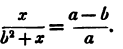 x/(b² + x) = (a − b)/a.